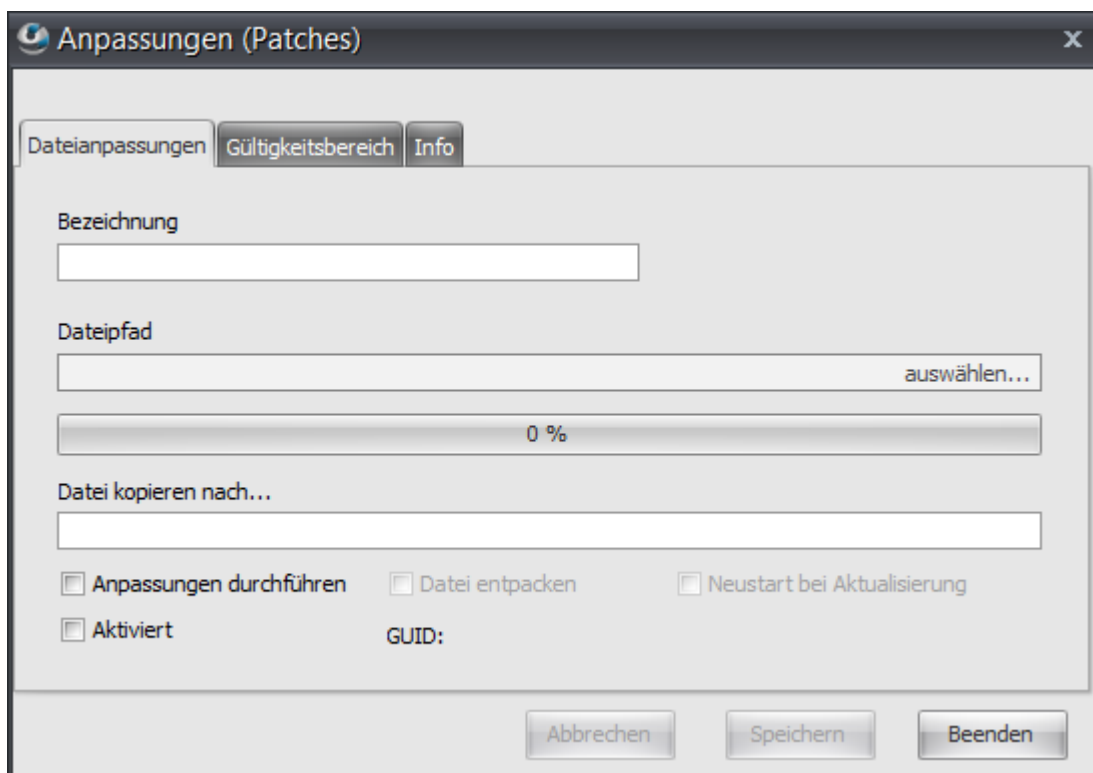 Anpassungen (Patches)
x
Dateianpassungen Gültigkeitsbereich Info
Bezeichnung
Dateipfad
auswählen...
0 %
Datei kopieren nach...
Anpassungen durchführen Datei entpacken Neustart bei Aktualisierung
Aktiviert GUID:
Abbrechen Speichern Beenden